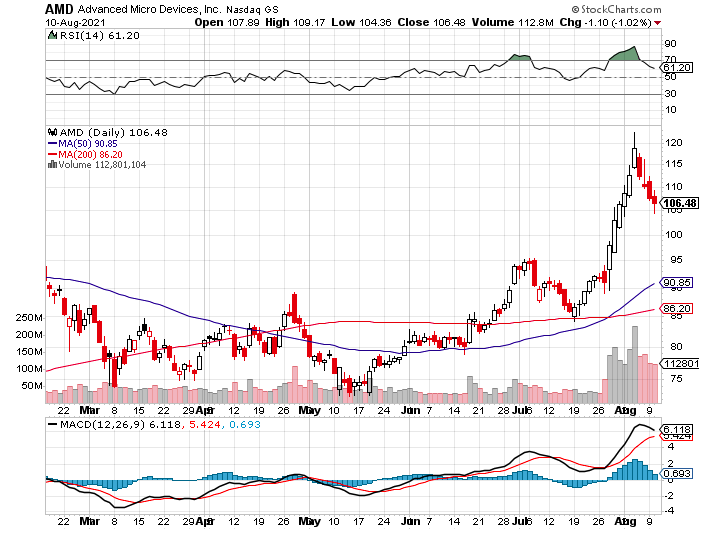 AMD Advanced Micro Devices, Inc. Nasdaq GS
© StockCharts.com
10-Aug-2021 Open 107.89 High 109.17 Low 104.36 Close 106.48 Volume 112.8M Chg -1.10 (-1.02%)
RSI(14) 61.20
90
70
61.20
50
30
10
AMD (Daily) 106.48
MA(50) 90.85
MA(200) 86.20
Volume 112,801,104
120
115
110
106.48
105
100
95
90.85
86.20
85
80
75
250M
200M
150M
100M
50M
112801
22 Mar 8 15 22 29 Apr 12 19 26 May 10 17 24 Jun 7 14 21 28 Jul 12 19 26 Aug 9
MACD(12,26,9) 6.118, 5.424, 0.693
6.118
5.424
4
2
0.693
-2
-4
22 Mar 8 15 22 29 Apr 12 19 26 May 10 17 24 Jun 7 14 21 28 Jul 12 19 26 Aug 9